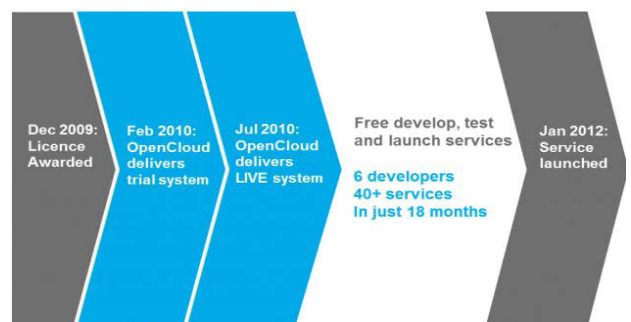 Dec 2009:
Licence
Awarded
Feb 2010:
OpenCloud
delivers
trial system
Jul 2010:
OpenCloud
delivers
LIVE system
Free develop, test
and launch services
6 developers
40+ services
In just 18 months
Jan 2012:
Service
launched